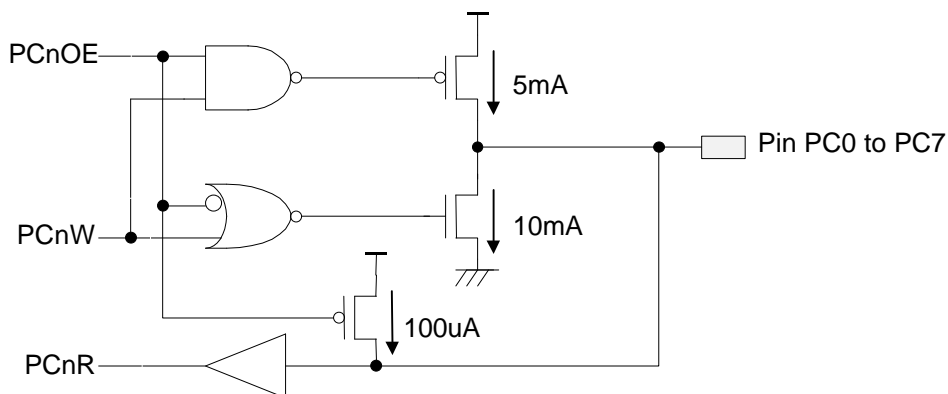 PCnOE
5mA
Pin PC0 to PC7
PCnW
10mA
100uA
PCnR